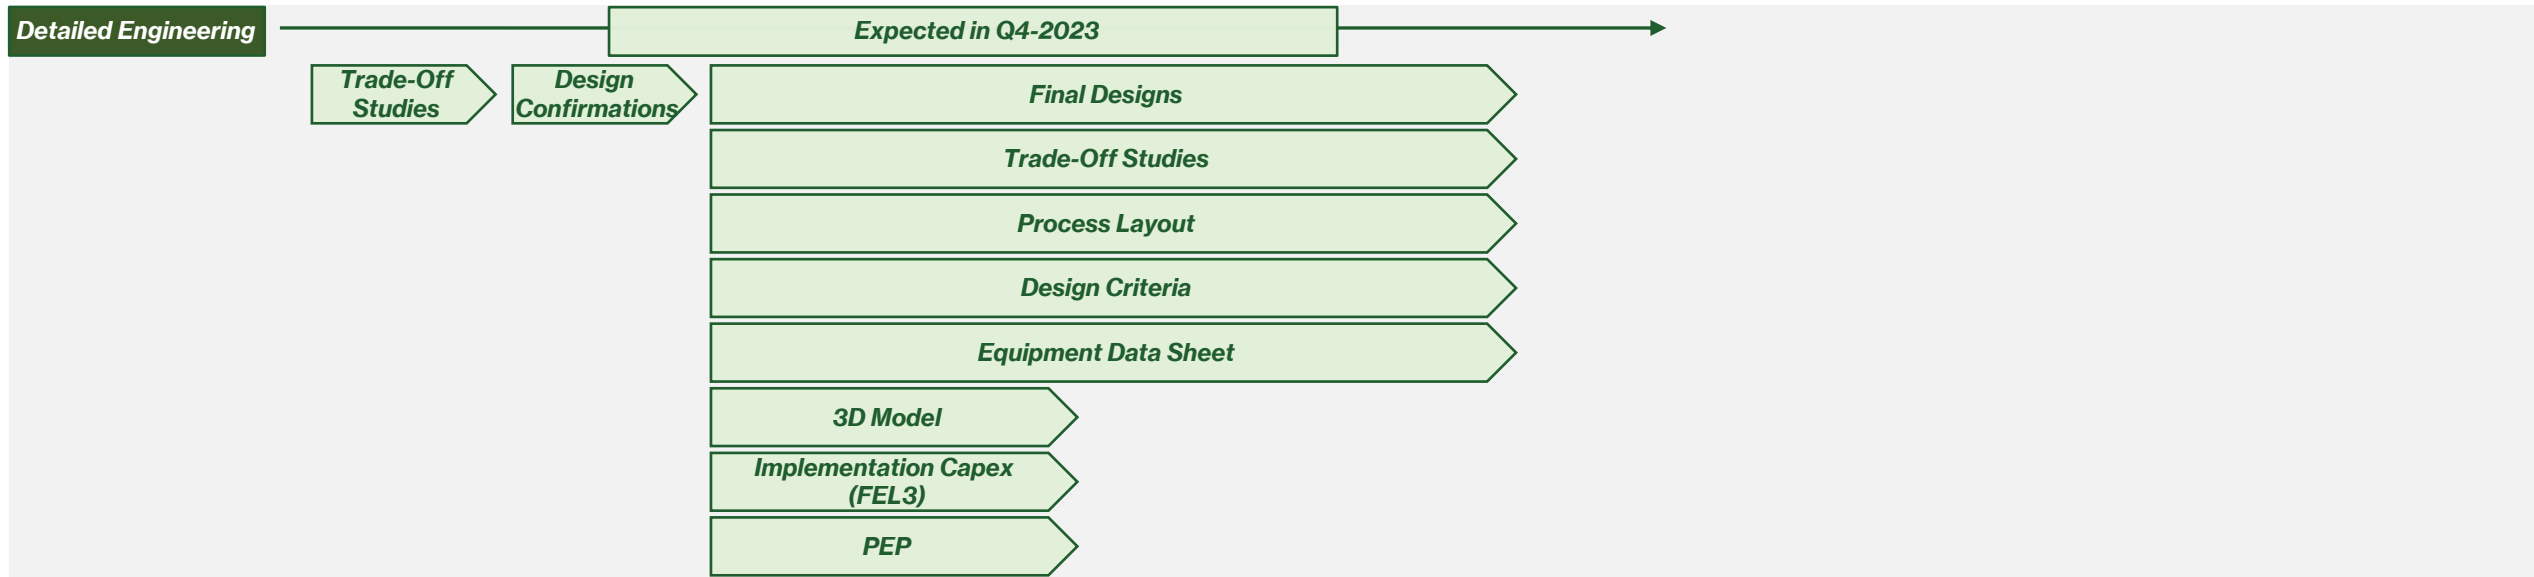 Detailed Engineering
Expected in Q4-2023
Trade-Off
Studies
Design
Confirmations
Final Designs
Trade-Off Studies
Process Layout
Design Criteria
Equipment Data Sheet
3D Model
Implementation Capex
(FEL3)
PEP